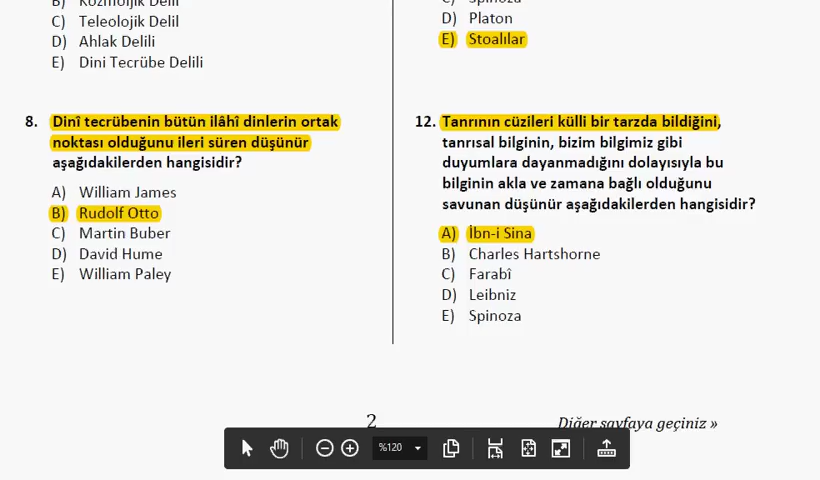 B) Kozmolojik Delil
C) Teleolojik Delil
D) Ahlak Delili
E) Dini Tecrübe Delili
8. Dinî tecrübenin bütün ilâhî dinlerin ortak
noktası olduğunu ileri süren düşünür
aşağıdakilerden hangisidir?
A) William James
B) Rudolf Otto
C) Martin Buber
D) David Hume
E) William Paley
C) Spinoza
D) Platon
E) Stoalılar
12. Tanrının cüzileri külli bir tarzda bildiğini,
tanrısal bilginin, bizim bilgimiz gibi
duyumlara dayanmadığını dolayısıyla bu
bilginin akla ve zamana bağlı olduğunu
savunan düşünür aşağıdakilerden hangisidir?
A) İbn-i Sina
B) Charles Hartshorne
C) Farabî
D) Leibniz
E) Spinoza
2
Diğer sayfaya geçiniz »
%120